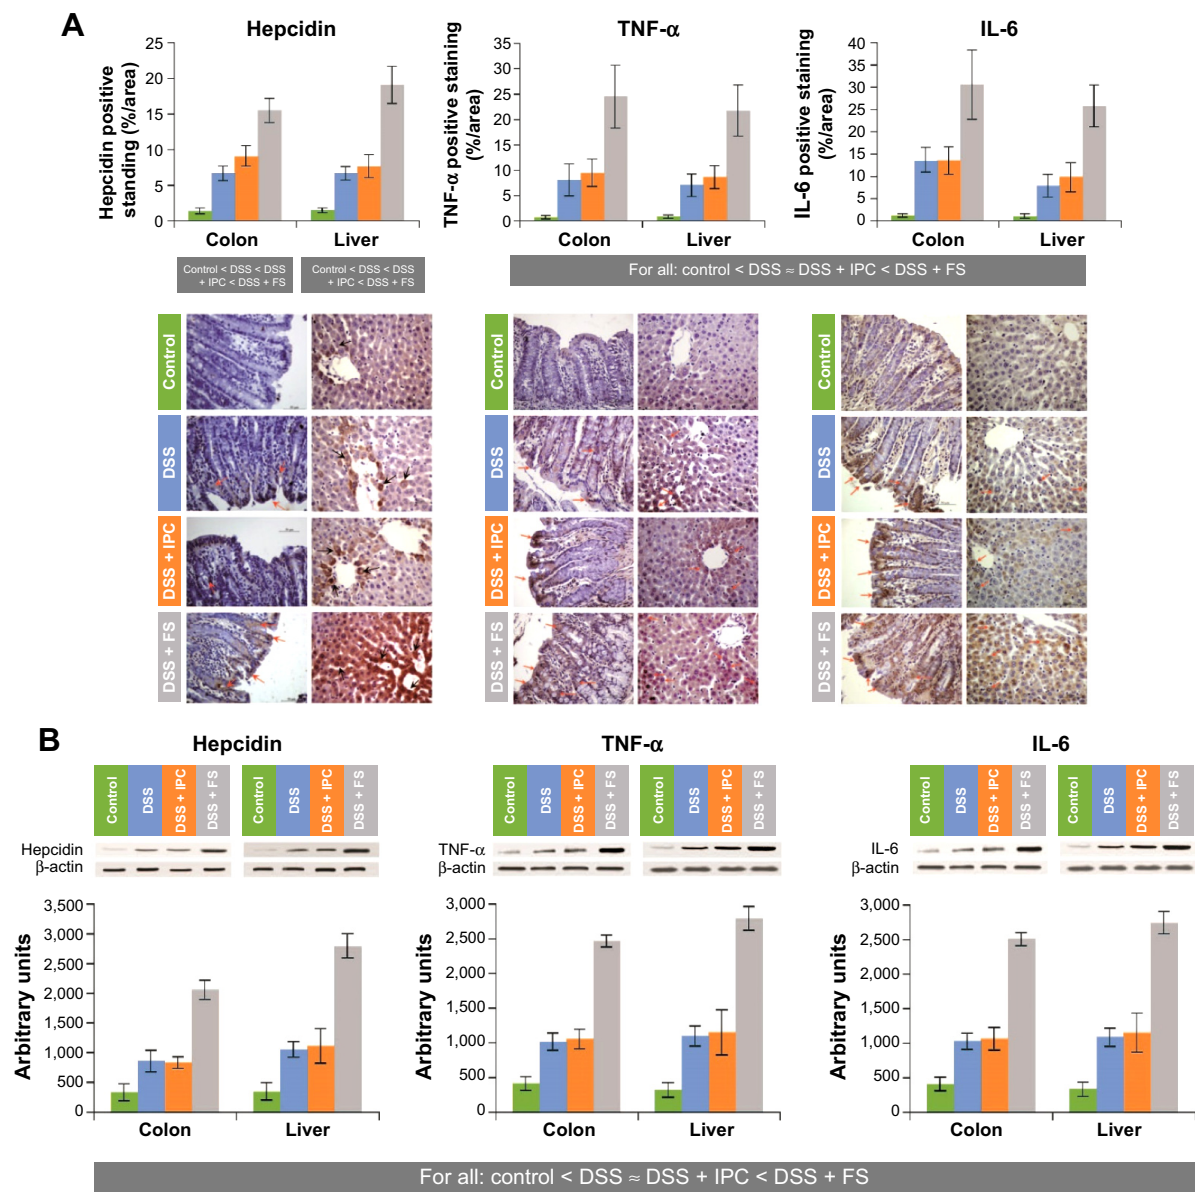 A
Hepcidin
Hepcidin positive
standing (%/area)
25
20
15
10
5
0
Colon
Liver
Control < DSS < DSS
+ IPC < DSS + FS
Control < DSS < DSS
+ IPC < DSS + FS
TNF-α
TNF-α positive staining
(%/area)
35
30
25
20
15
10
5
0
Colon
Liver
IL-6
IL-6 positive staining
(%/area)
40
35
30
25
20
15
10
5
0
Colon
Liver
For all: control < DSS ≈ DSS + IPC < DSS + FS
Control
DSS
DSS + IPC
DSS + FS
Control
DSS
DSS + IPC
DSS + FS
Control
DSS
DSS + IPC
DSS + FS
B
Hepcidin
Control
DSS
DSS + IPC
DSS + FS
Control
DSS
DSS + IPC
DSS + FS
Hepcidin
β-actin
Arbitrary units
3,500
3,000
2,500
2,000
1,500
1,000
500
0
Colon
Liver
TNF-α
Control
DSS
DSS + IPC
DSS + FS
Control
DSS
DSS + IPC
DSS + FS
TNF-α
β-actin
Arbitrary units
3,000
2,500
2,000
1,500
1,000
500
0
Colon
Liver
IL-6
Control
DSS
DSS + IPC
DSS + FS
Control
DSS
DSS + IPC
DSS + FS
IL-6
β-actin
Arbitrary units
3,000
2,500
2,000
1,500
1,000
500
0
Colon
Liver
For all: control < DSS ≈ DSS + IPC < DSS + FS